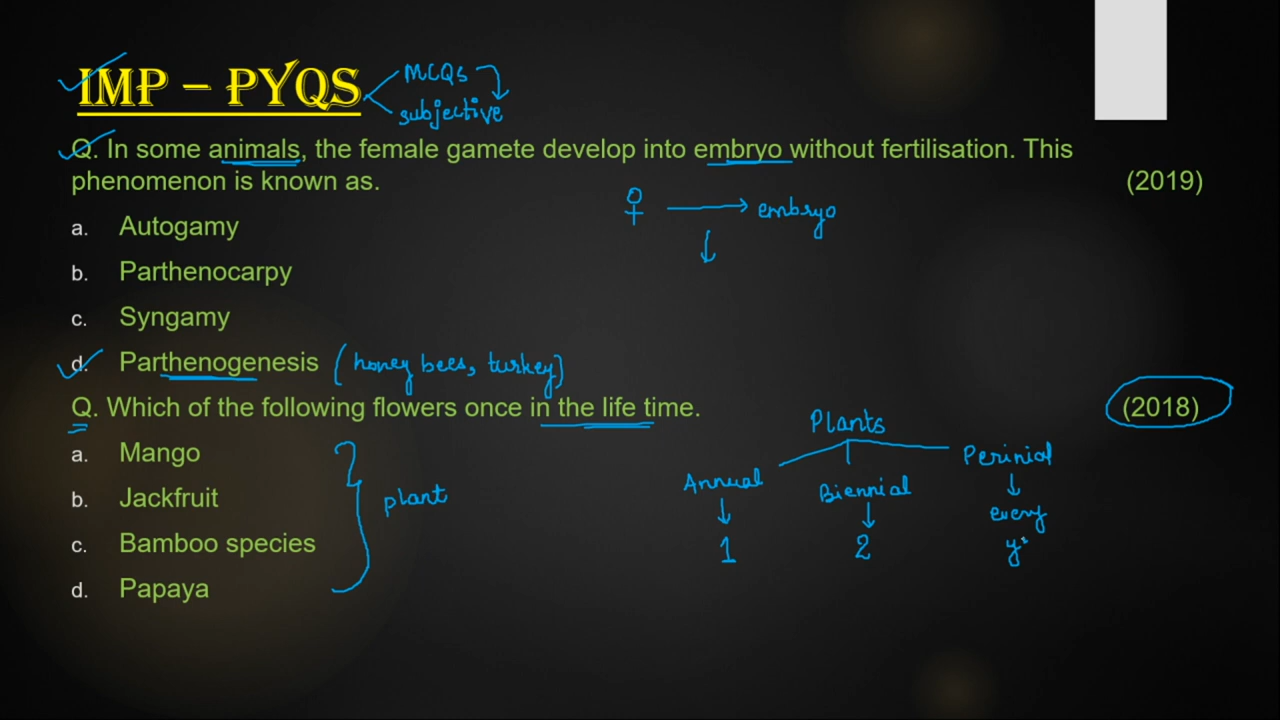 IMP – PYQS
MCQs
subjective
Q. In some animals, the female gamete develop into embryo without fertilisation. This
phenomenon is known as. (2019)
♀ → embryo
a. Autogamy
b. Parthenocarpy
c. Syngamy
d. Parthenogenesis (honey bees, turkey)
Q. Which of the following flowers once in the life time. (2018)
a. Mango
b. Jackfruit
c. Bamboo species
d. Papaya
plant
Plants
Annual Biennial Perinial
1 2 every
y